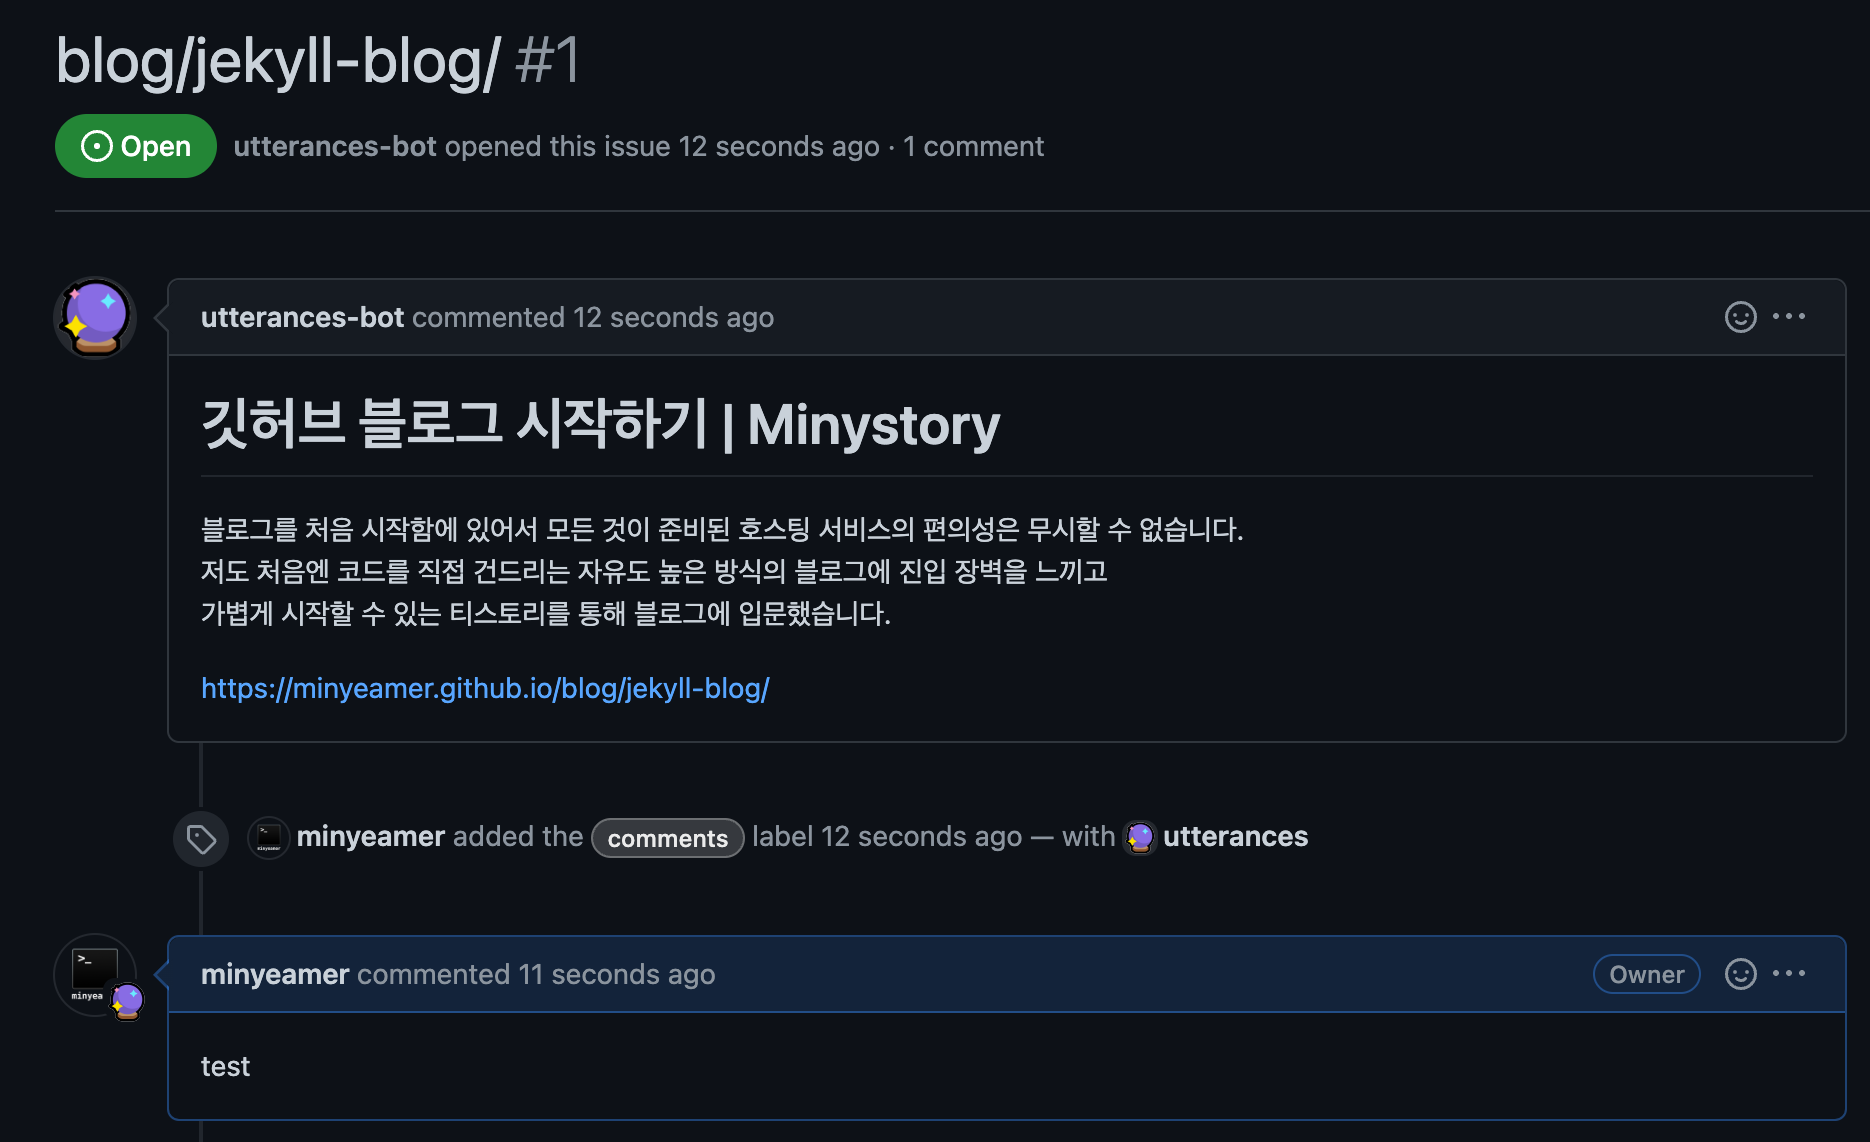 blog/jekyll-blog/ #1
Open utterances-bot opened this issue 12 seconds ago · 1 comment
utterances-bot commented 12 seconds ago
깃허브 블로그 시작하기 | Minystory
블로그를 처음 시작함에 있어서 모든 것이 준비된 호스팅 서비스의 편의성은 무시할 수 없습니다.
저도 처음엔 코드를 직접 건드리는 자유도 높은 방식의 블로그에 진입 장벽을 느끼고
가볍게 시작할 수 있는 티스토리를 통해 블로그에 입문했습니다.
https://minyeamer.github.io/blog/jekyll-blog/
minyeamer added the comments label 12 seconds ago — with utterances
>_
minyea
minyeamer commented 11 seconds ago Owner
test